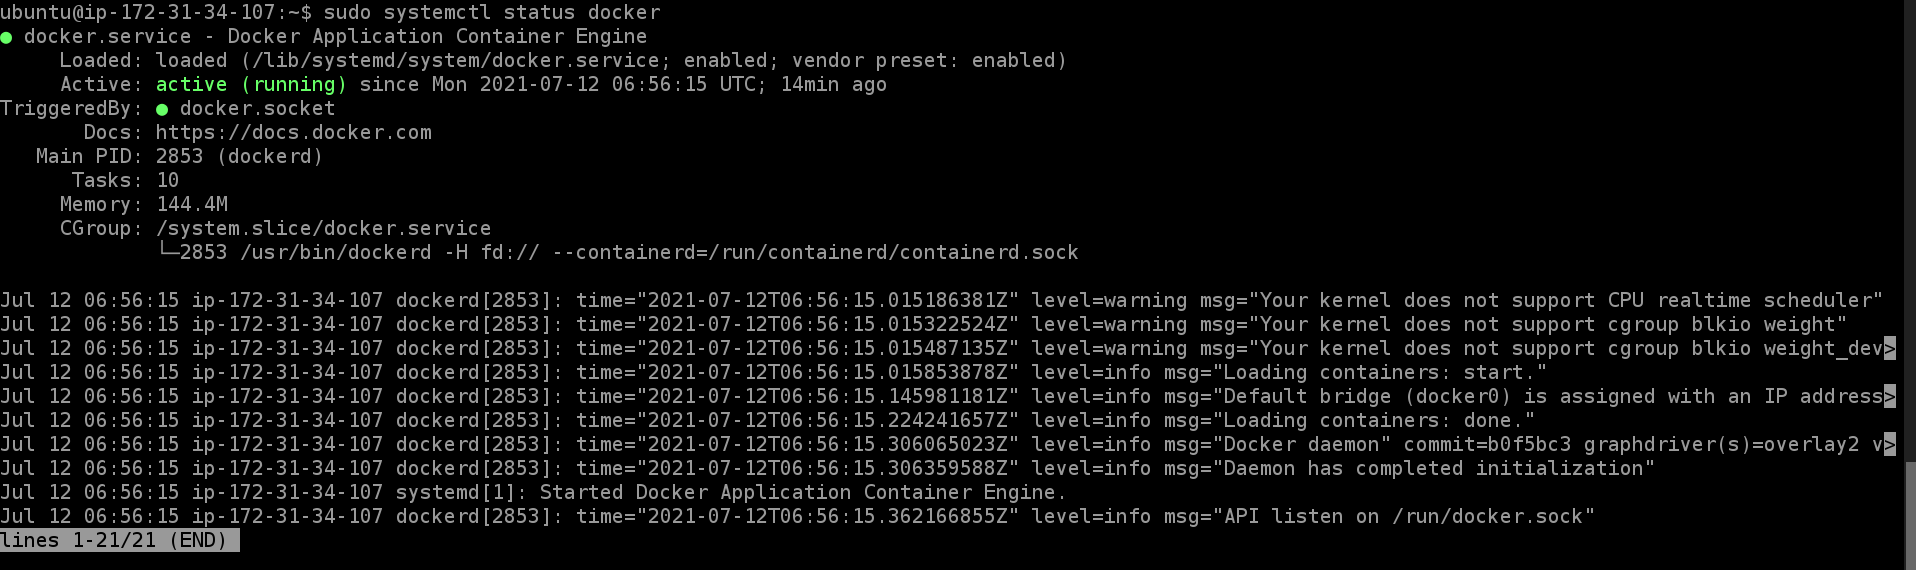 ubuntu@ip-172-31-34-107:~$ sudo systemctl status docker
● docker.service - Docker Application Container Engine
     Loaded: loaded (/lib/systemd/system/docker.service; enabled; vendor preset: enabled)
     Active: active (running) since Mon 2021-07-12 06:56:15 UTC; 14min ago
TriggeredBy: ● docker.socket
       Docs: https://docs.docker.com
   Main PID: 2853 (dockerd)
      Tasks: 10
     Memory: 144.4M
     CGroup: /system.slice/docker.service
             └─2853 /usr/bin/dockerd -H fd:// --containerd=/run/containerd/containerd.sock

Jul 12 06:56:15 ip-172-31-34-107 dockerd[2853]: time="2021-07-12T06:56:15.015186381Z" level=warning msg="Your kernel does not support CPU realtime scheduler"
Jul 12 06:56:15 ip-172-31-34-107 dockerd[2853]: time="2021-07-12T06:56:15.015322524Z" level=warning msg="Your kernel does not support cgroup blkio weight"
Jul 12 06:56:15 ip-172-31-34-107 dockerd[2853]: time="2021-07-12T06:56:15.015487135Z" level=warning msg="Your kernel does not support cgroup blkio weight_dev>
Jul 12 06:56:15 ip-172-31-34-107 dockerd[2853]: time="2021-07-12T06:56:15.015853878Z" level=info msg="Loading containers: start."
Jul 12 06:56:15 ip-172-31-34-107 dockerd[2853]: time="2021-07-12T06:56:15.145981181Z" level=info msg="Default bridge (docker0) is assigned with an IP address>
Jul 12 06:56:15 ip-172-31-34-107 dockerd[2853]: time="2021-07-12T06:56:15.224241657Z" level=info msg="Loading containers: done."
Jul 12 06:56:15 ip-172-31-34-107 dockerd[2853]: time="2021-07-12T06:56:15.306065023Z" level=info msg="Docker daemon" commit=b0f5bc3 graphdriver(s)=overlay2 v>
Jul 12 06:56:15 ip-172-31-34-107 dockerd[2853]: time="2021-07-12T06:56:15.306359588Z" level=info msg="Daemon has completed initialization"
Jul 12 06:56:15 ip-172-31-34-107 systemd[1]: Started Docker Application Container Engine.
Jul 12 06:56:15 ip-172-31-34-107 dockerd[2853]: time="2021-07-12T06:56:15.362166855Z" level=info msg="API listen on /run/docker.sock"
lines 1-21/21 (END)